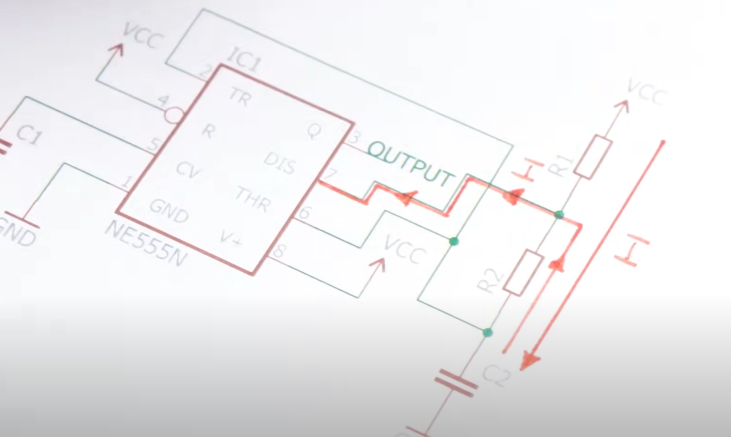 VCC
IC1
2
TR
VCC
4
R
Q
3
OUTPUT
I
R1
C1
5
CV
DIS
7
1
GND
THR
6
GND
NE555N
V+
8
VCC
R2
I
C2